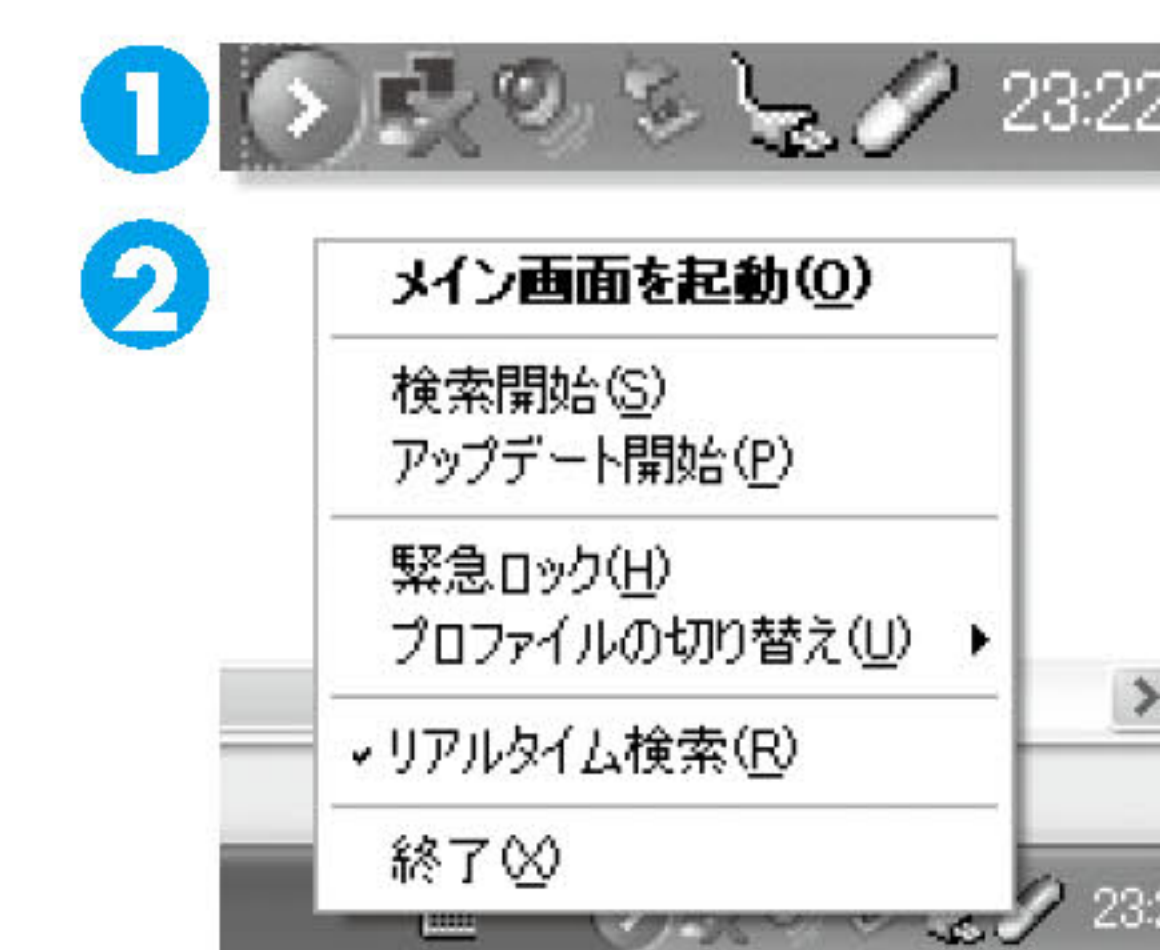 1
23:22
2
メイン画面を起動(O)
検索開始(S)
アップデート開始(P)
緊急ロック(H)
プロファイルの切り替え(U)
リアルタイム検索(R)
終了(X)